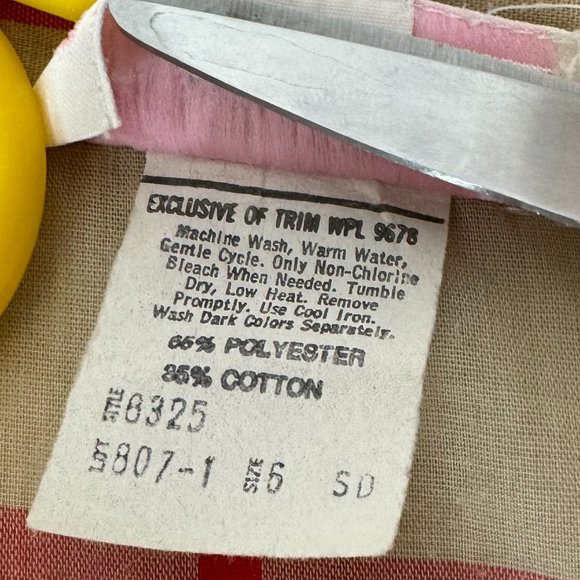 EXCLUSIVE OF TRIM WPL 9678
Machine Wash, Warm Water,
Gentle Cycle. Only Non-Chlorine
Bleach When Needed. Tumble
Dry, Low Heat. Remove
Promptly. Use Cool Iron.
Wash Dark Colors Separately.
65% POLYESTER
35% COTTON
STYLE 8325
807-1 SIZE 6 SD